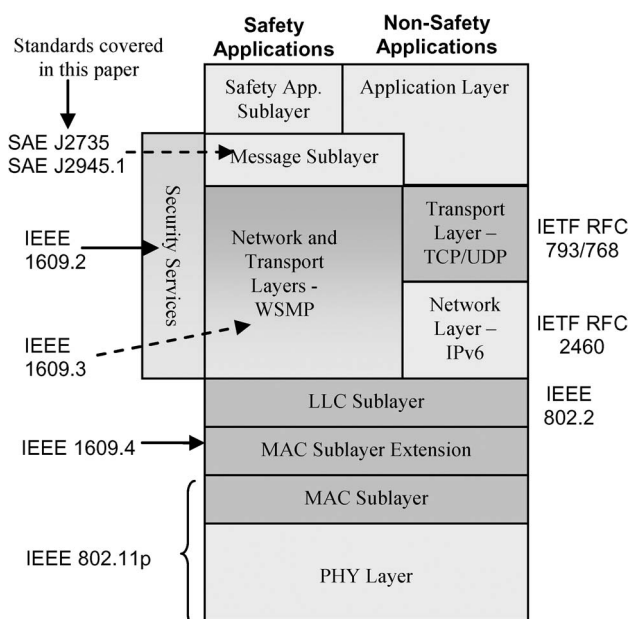 Safety
Applications
Non-Safety
Applications
Standards covered
in this paper
Safety App.
Sublayer
Application Layer
SAE J2735
SAE J2945.1
Message Sublayer
Security Services
IEEE
1609.2
Network and
Transport
Layers -
WSMP
Transport
Layer –
TCP/UDP
IETF RFC
793/768
Network
Layer –
IPv6
IETF RFC
2460
IEEE
1609.3
LLC Sublayer
IEEE
802.2
IEEE 1609.4
MAC Sublayer Extension
MAC Sublayer
IEEE 802.11p
PHY Layer